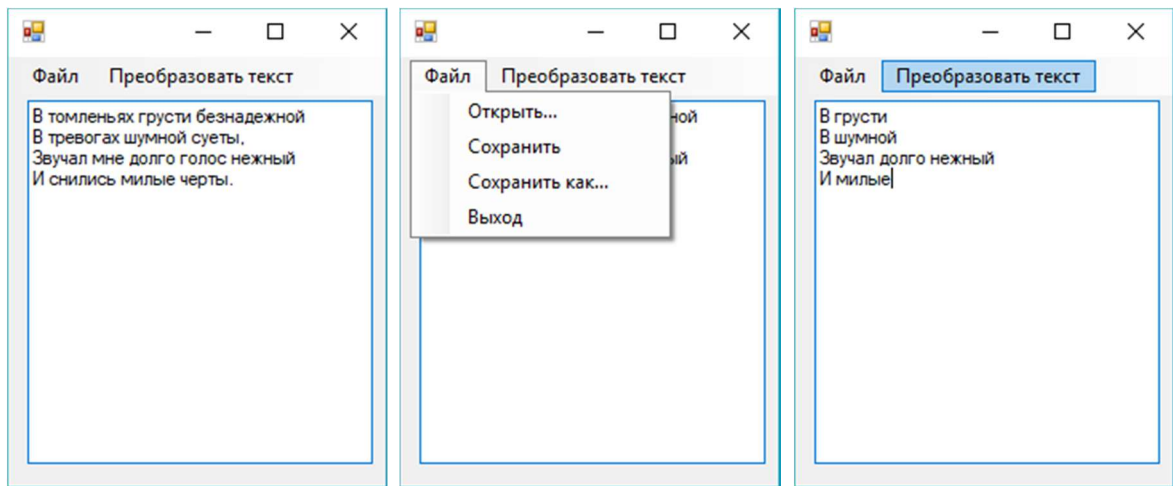 Файл Преобразовать текст
В томленьях грусти безнадежной
В тревогах шумной суеты,
Звучал мне долго голос нежный
И снились милые черты.
Файл Преобразовать текст
Открыть...
Сохранить
Сохранить как...
Выход
Файл Преобразовать текст
В грусти
В шумной
Звучал долго нежный
И милые